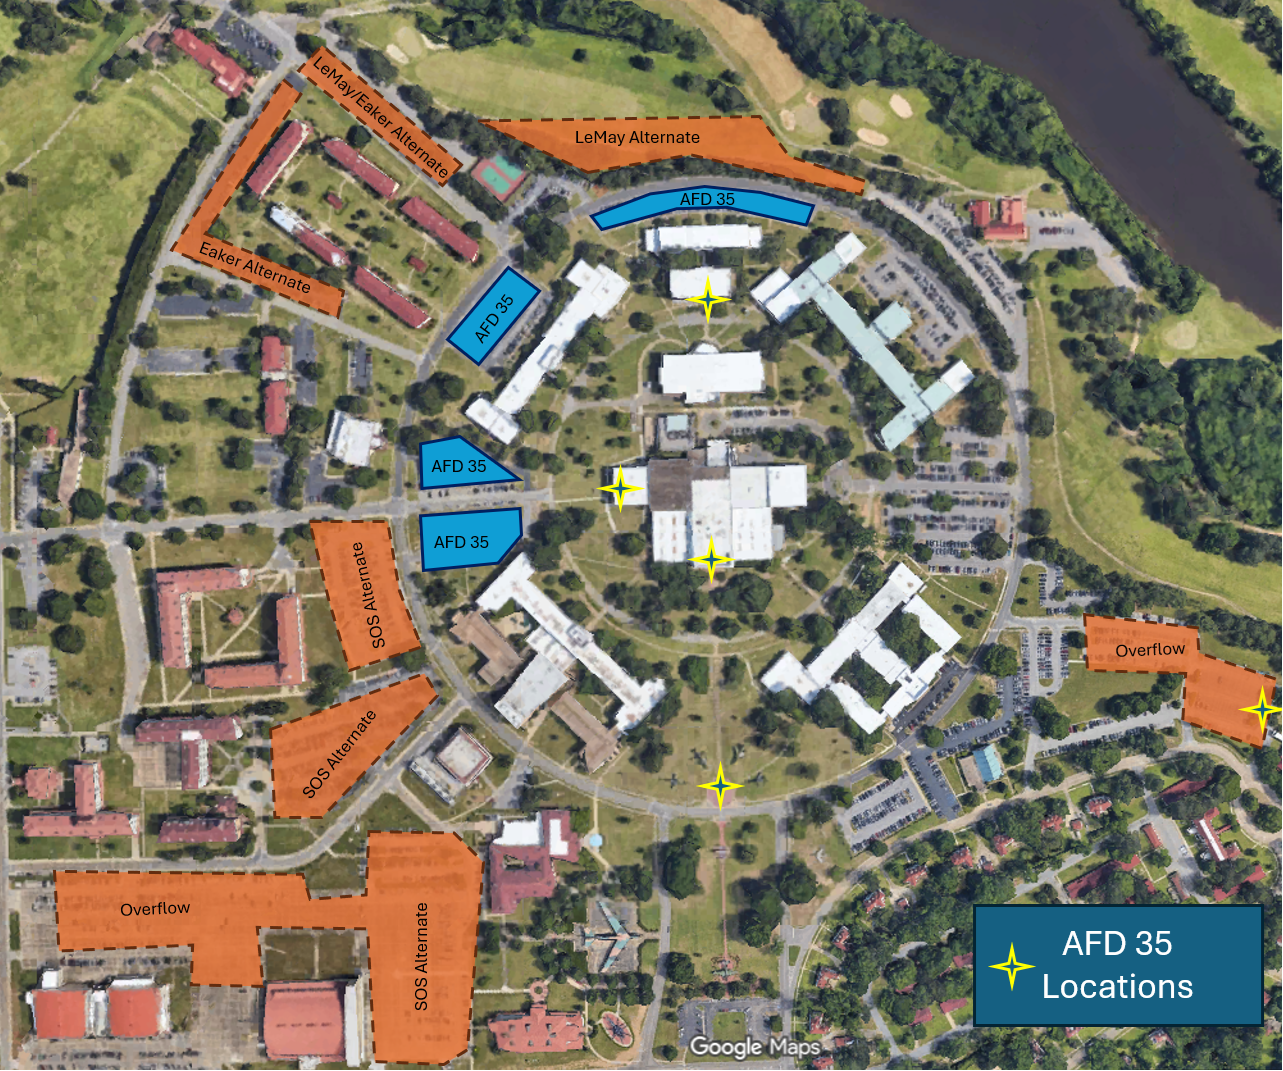 LeMay/Eaker Alternate
LeMay Alternate
AFD 35
Eaker Alternate
AFD 35
AFD 35
AFD 35
SOS Alternate
Overflow
SOS Alternate
Overflow
SOS Alternate
AFD 35
Locations
Google Maps